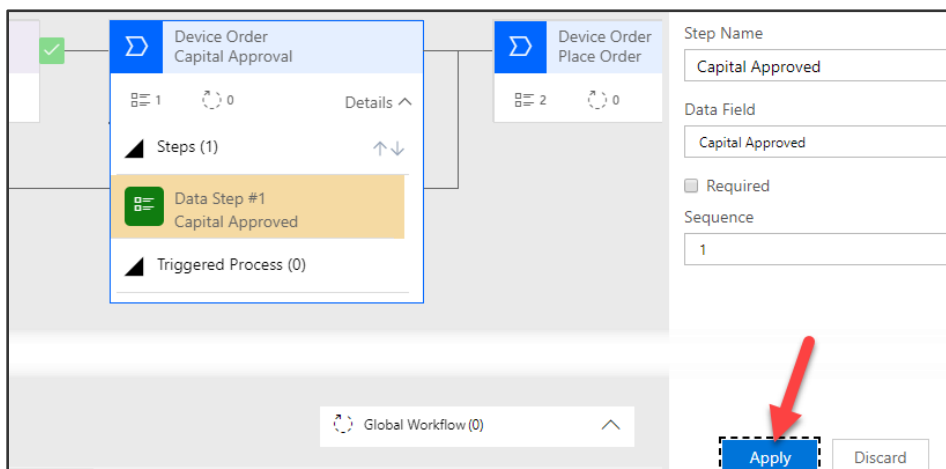 Device Order
Capital Approval
1
0
Details
Steps (1)
Data Step #1
Capital Approved
Triggered Process (0)
Device Order
Place Order
2
0
Global Workflow (0)
Step Name
Capital Approved
Data Field
Capital Approved
Required
Sequence
1
Apply
Discard